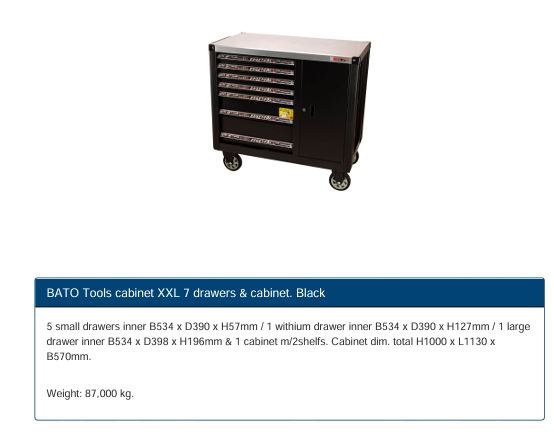 BATO Tools cabinet XXL 7 drawers & cabinet. Black
5 small drawers inner B534 x D390 x H57mm / 1 withium drawer inner B534 x D390 x H127mm / 1 large
drawer inner B534 x D398 x H196mm & 1 cabinet m/2shelfs. Cabinet dim. total H1000 x L1130 x
B570mm.
Weight: 87,000 kg.